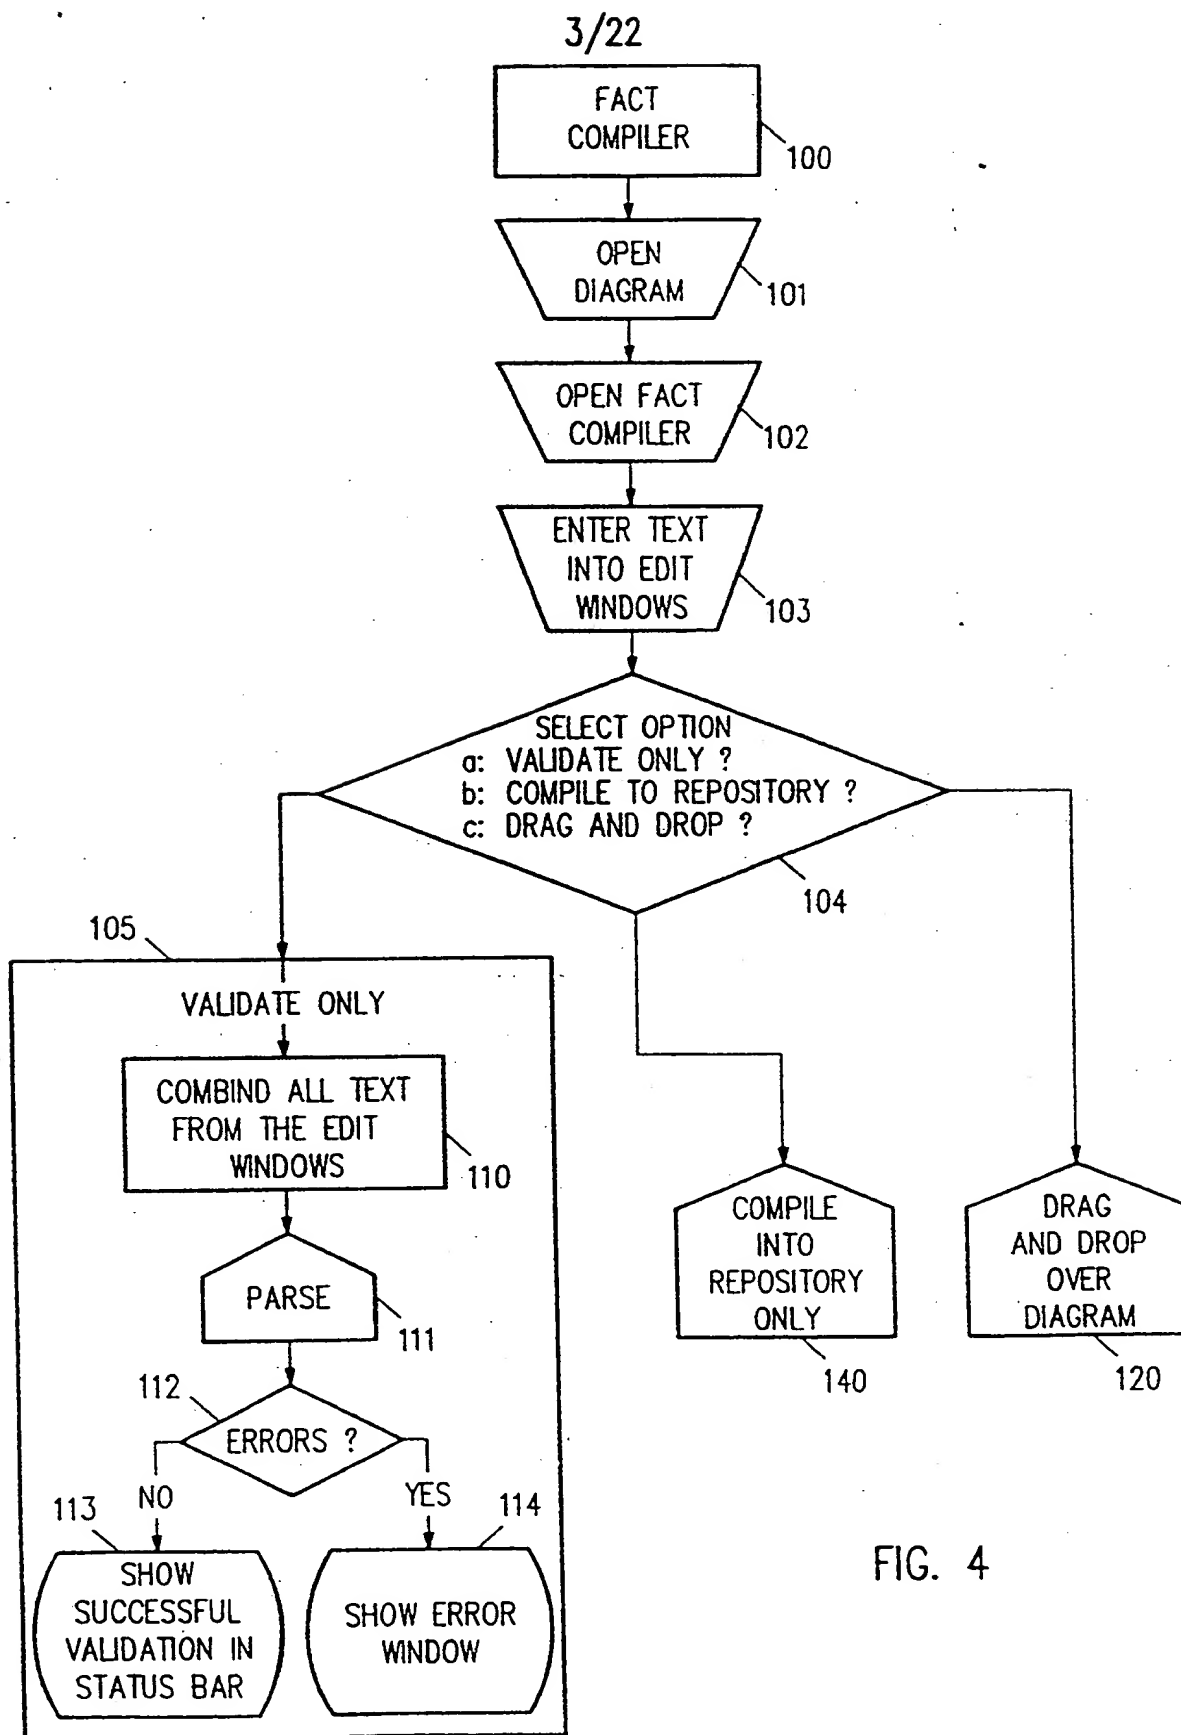 3/22
FACT
COMPILER
100
OPEN
DIAGRAM
101
OPEN FACT
COMPILER
102
ENTER TEXT
INTO EDIT
WINDOWS
103
SELECT OPTION
a: VALIDATE ONLY ?
b: COMPILE TO REPOSITORY ?
c: DRAG AND DROP ?
104
105
VALIDATE ONLY
COMBIND ALL TEXT
FROM THE EDIT
WINDOWS
110
PARSE
111
112
ERRORS ?
NO
YES
113
SHOW
SUCCESSFUL
VALIDATION IN
STATUS BAR
114
SHOW ERROR
WINDOW
COMPILE
INTO
REPOSITORY
ONLY
140
DRAG
AND DROP
OVER
DIAGRAM
120
FIG. 4